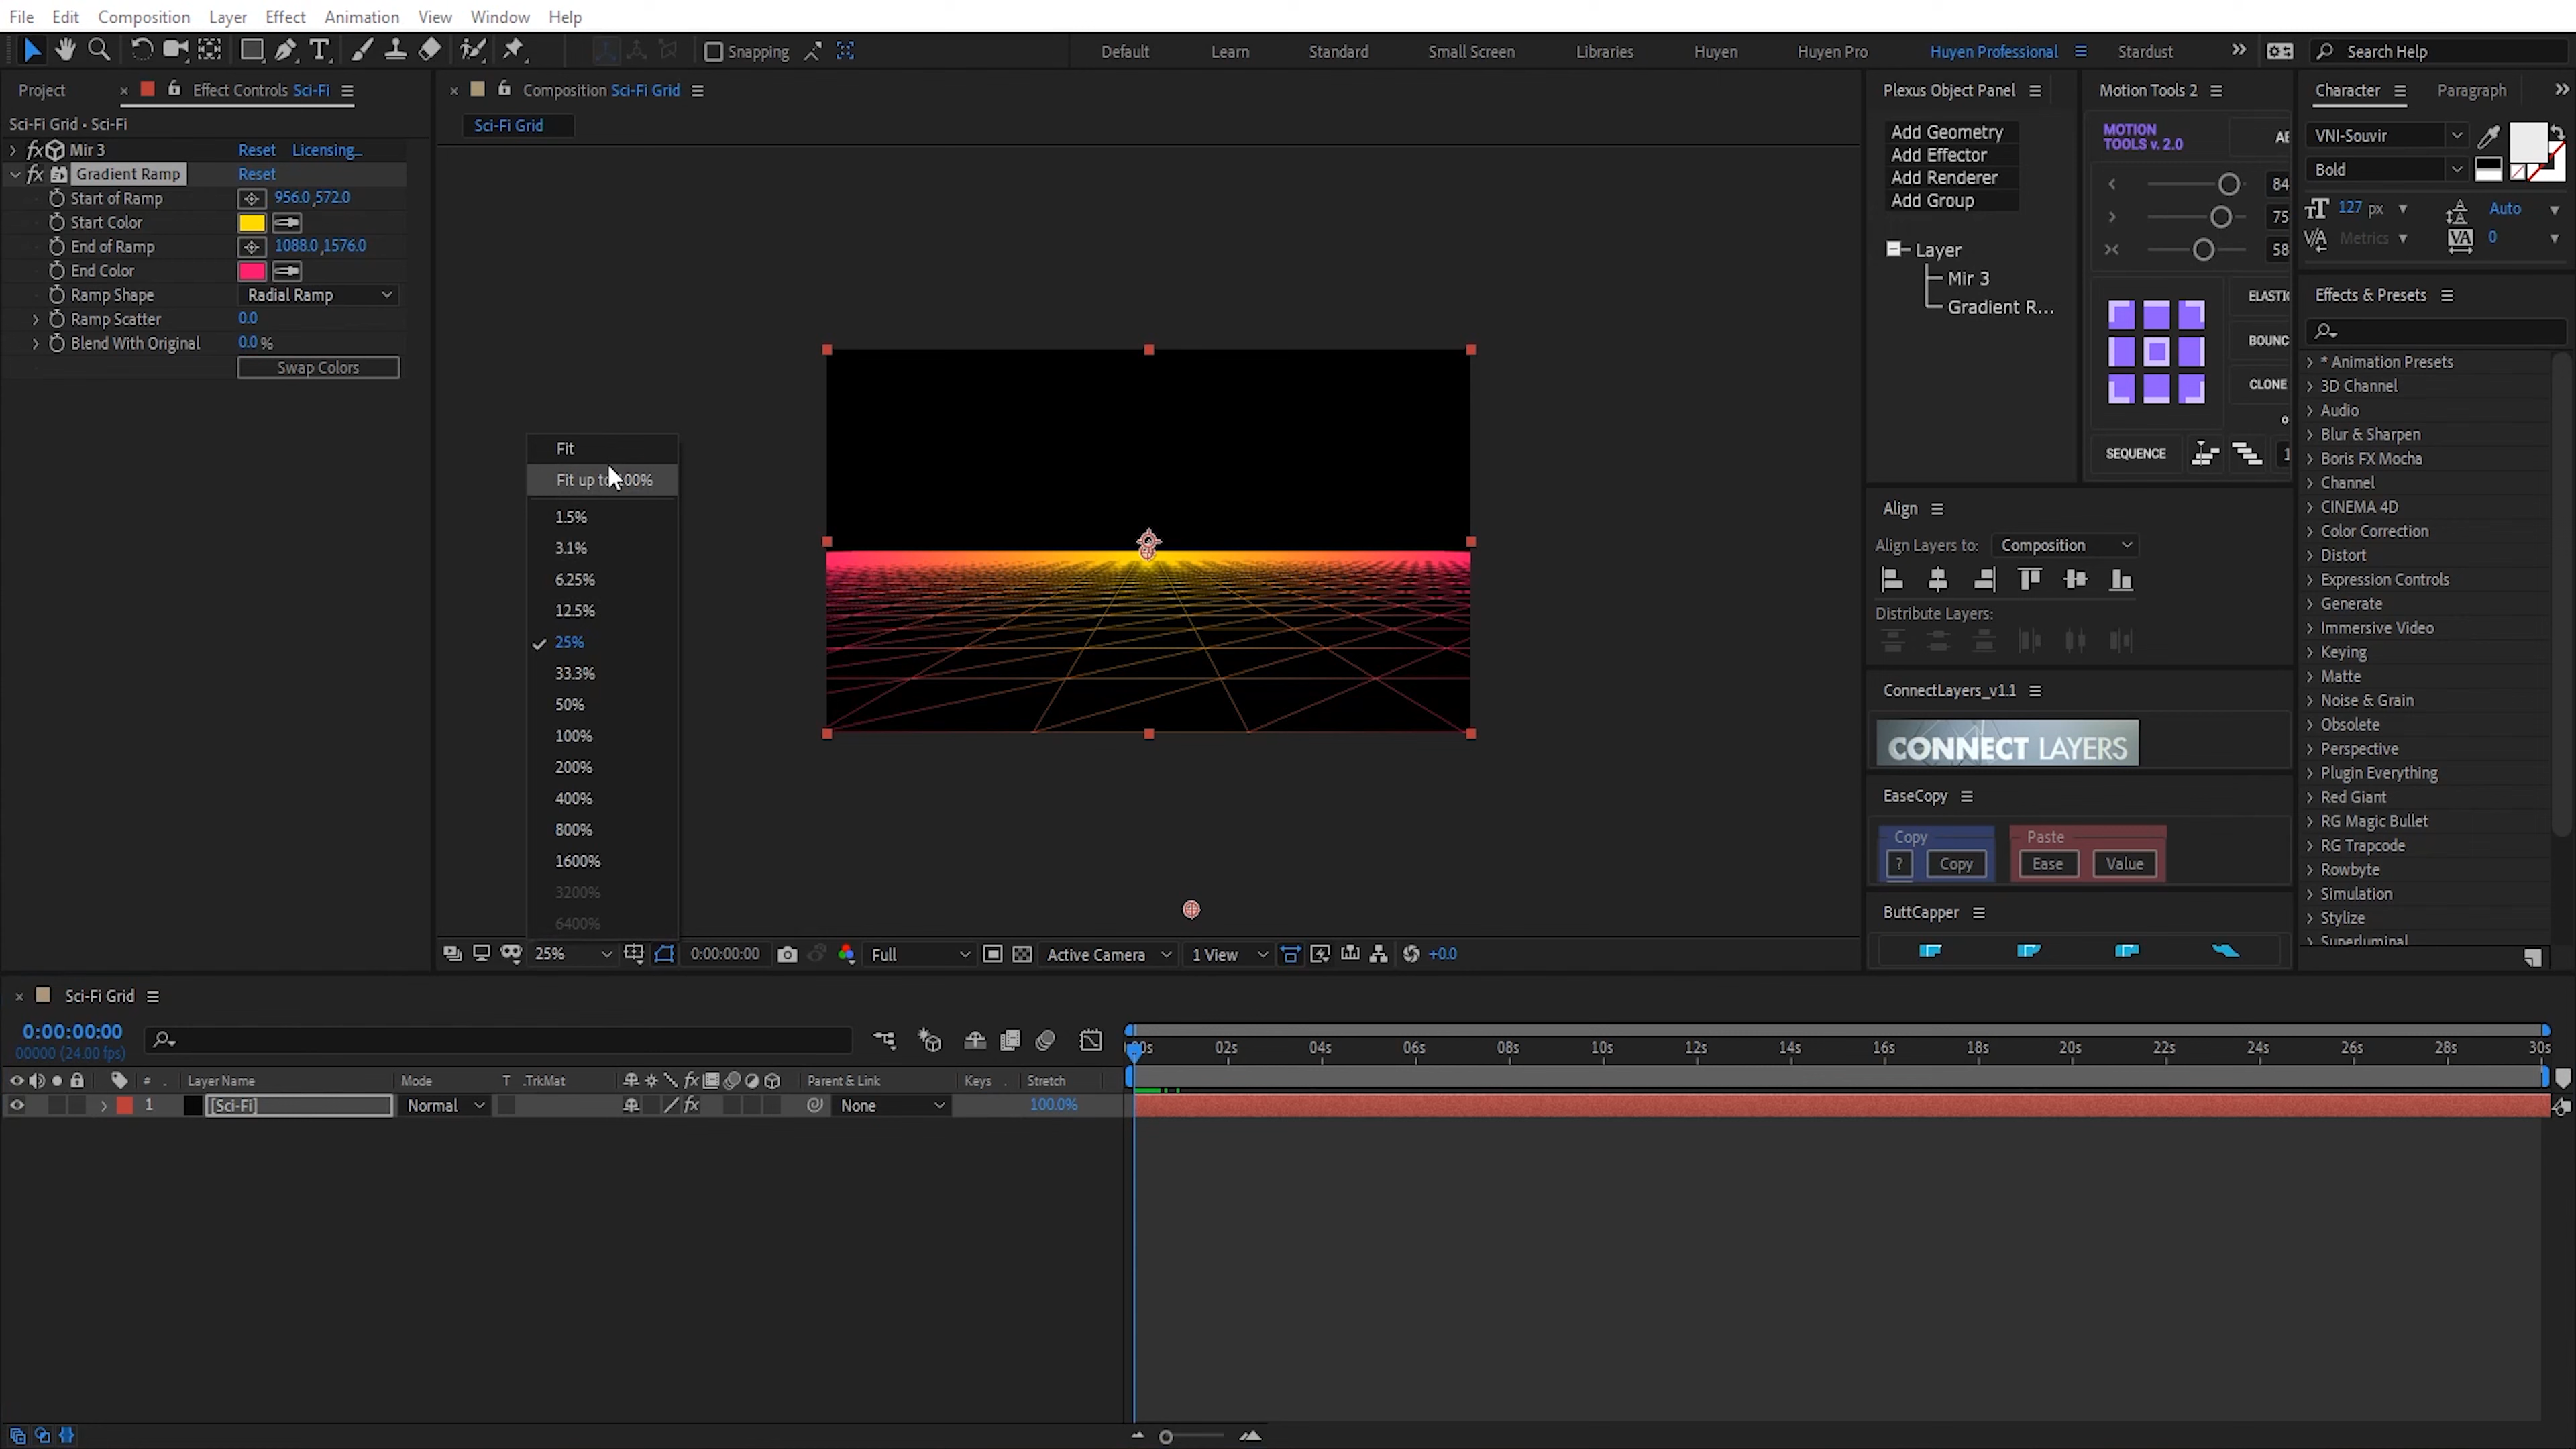 File Edit Composition Layer Effect Animation View Window Help
Snapping Default Learn Standard Small Screen Libraries Huyen Huyen Pro Huyen Professional Stardust Search Help
Project Effect Controls Sci-Fi
Sci-Fi Grid • Sci-Fi
Mir 3 Reset Licensing...
Gradient Ramp Reset
Start of Ramp 956.0,572.0
Start Color
End of Ramp 1088.0,1576.0
End Color
Ramp Shape Radial Ramp
Ramp Scatter 0.0
Blend With Original 0.0%
Swap Colors
Composition Sci-Fi Grid
Sci-Fi Grid
Fit
Fit up to 00%
1.5%
3.1%
6.25%
12.5%
25%
33.3%
50%
100%
200%
400%
800%
1600%
3200%
6400%
25% 0:00:00:00 Full Active Camera 1 View +0.0
Plexus Object Panel
Add Geometry
Add Effector
Add Renderer
Add Group
Layer
Mir 3
Gradient R...
Motion Tools 2
MOTION
TOOLS v. 2.0
84
75
58
ELASTI
BOUNC
CLONE
SEQUENCE
Align
Align Layers to: Composition
Distribute Layers:
ConnectLayers_v1.1
CONNECT LAYERS
EaseCopy
Copy Paste
? Copy Ease Value
ButtCapper
Character Paragraph
VNI-Souvir
Bold
127 px Auto
Metrics 0
Effects & Presets
* Animation Presets
3D Channel
Audio
Blur & Sharpen
Boris FX Mocha
Channel
CINEMA 4D
Color Correction
Distort
Expression Controls
Generate
Immersive Video
Keying
Matte
Noise & Grain
Obsolete
Perspective
Plugin Everything
Red Giant
RG Magic Bullet
RG Trapcode
Rowbyte
Simulation
Stylize
Superluminal
Sci-Fi Grid
0:00:00:00
00000 (24.00 fps)
02s 04s 06s 08s 10s 12s 14s 16s 18s 20s 22s 24s 26s 28s 30s
# Layer Name Mode T .TrkMat Parent & Link Keys Stretch
1 [Sci-Fi] Normal None 100.0%